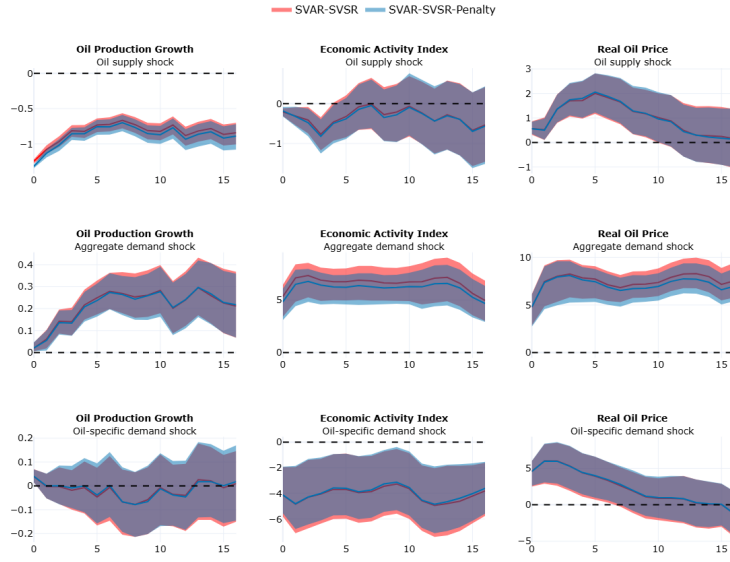 SVAR-SVSR SVAR-SVSR-Penalty
Oil Production Growth
Oil supply shock
0
−0.5
−1
0 5 10 15
Economic Activity Index
Oil supply shock
0
−1
0 5 10 15
Real Oil Price
Oil supply shock
3
2
1
0
1
0 5 10 15
Oil Production Growth
Aggregate demand shock
0.4
0.3
0.2
0.1
0
0 5 10 15
Economic Activity Index
Aggregate demand shock
5
0
0 5 10 15
Real Oil Price
Aggregate demand shock
10
5
0
0 5 10 15
Oil Production Growth
Oil-specific demand shock
0.2
0.1
0
−0.1
−0.2
0 5 10 15
Economic Activity Index
Oil-specific demand shock
0
−2
−4
−6
0 5 10 15
Real Oil Price
Oil-specific demand shock
5
0
−5
0 5 10 15